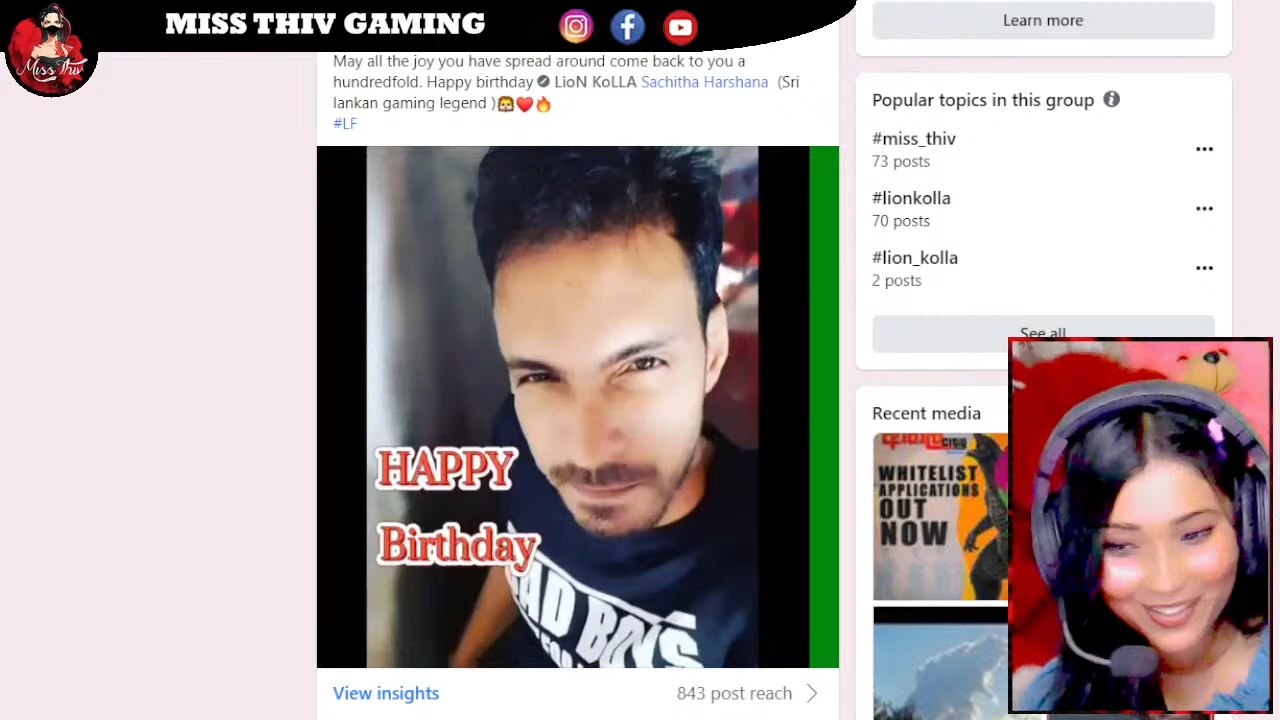 MISS THIV GAMING
Miss Thiv
May all the joy you have spread around come back to you a
hundredfold. Happy birthday LioN KoLLA Sachitha Harshana (Sri
lankan gaming legend )🦁❤️🔥
#LF
HAPPY
Birthday
BAD BOYS
View insights
843 post reach
Learn more
Popular topics in this group
#miss_thiv
73 posts
#lionkolla
70 posts
#lion_kolla
2 posts
See all
Recent media
CITY
WHITELIST
APPLICATIONS
OUT
NOW